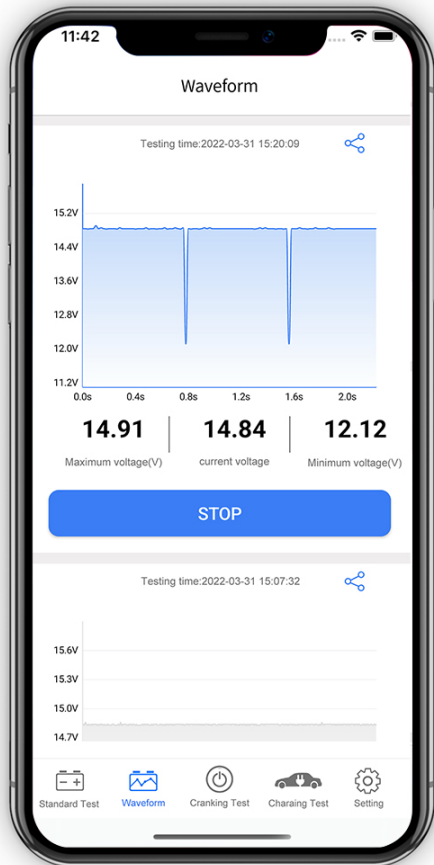 11:42
Waveform
Testing time:2022-03-31 15:20:09
15.2V
14.4V
13.6V
12.8V
12.0V
11.2V
0.0s 0.4s 0.8s 1.2s 1.6s 2.0s
14.91 14.84 12.12
Maximum voltage(V) current voltage Minimum voltage(V)
STOP
Testing time:2022-03-31 15:07:32
15.6V
15.3V
15.0V
14.7V
Standard Test Waveform Cranking Test Charaing Test Setting